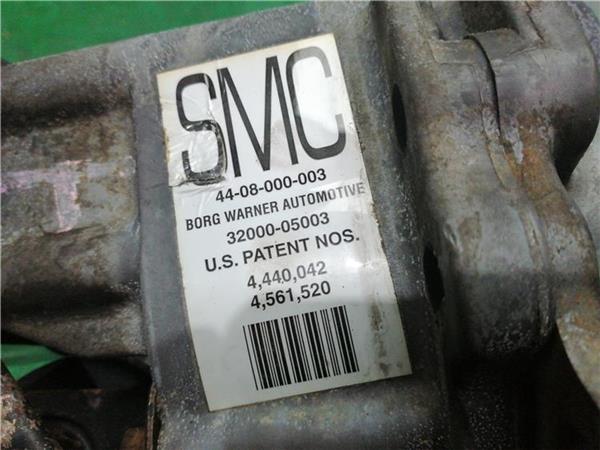 SMC
44-08-000-003
BORG WARNER AUTOMOTIVE
32000-05003
U.S. PATENT NOS.
4,440,042
4,561,520